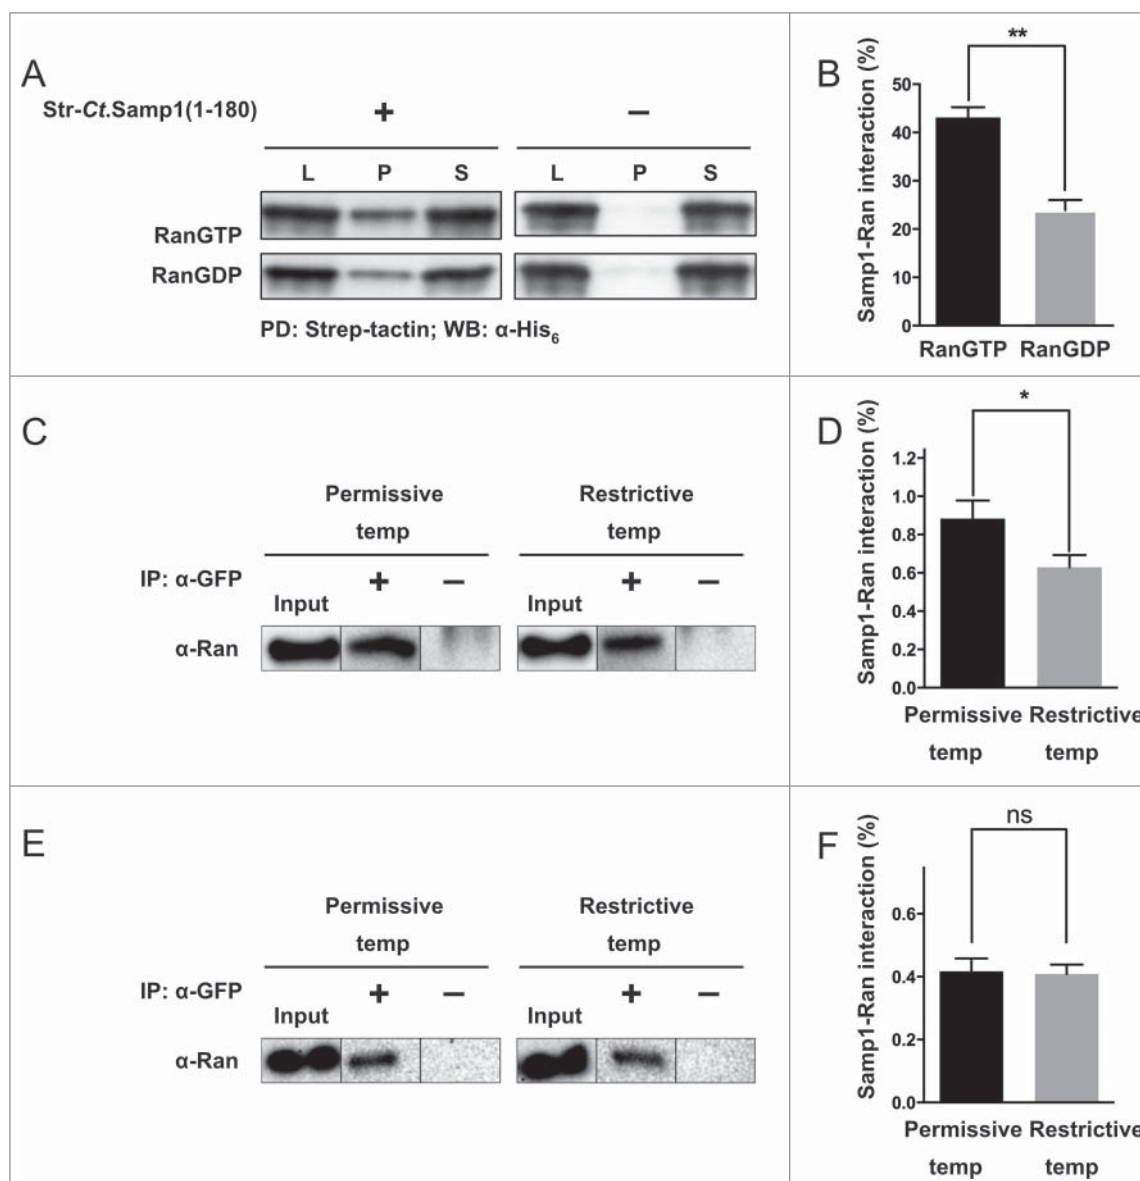 A
Str-Ct.Samp1(1-180) + −
L P S L P S
RanGTP
RanGDP
PD: Strep-tactin; WB: α-His6
B
**
Samp1-Ran interaction (%)
50
40
30
20
10
0
RanGTP RanGDP
C
Permissive temp
Restrictive temp
IP: α-GFP + − + −
Input Input
α-Ran
D
*
Samp1-Ran interaction (%)
1.2
1.0
0.8
0.6
0.4
0.2
0.0
Permissive Restrictive
temp temp
E
Permissive temp
Restrictive temp
IP: α-GFP + − + −
Input Input
α-Ran
F
ns
Samp1-Ran interaction (%)
0.6
0.4
0.2
0.0
Permissive Restrictive
temp temp